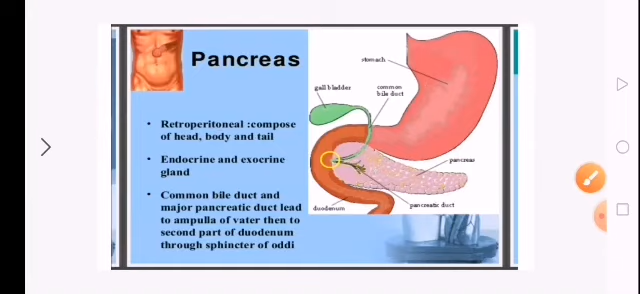 Pancreas
• Retroperitoneal :compose
of head, body and tail
• Endocrine and exocrine
gland
• Common bile duct and
major pancreatic duct lead
to ampulla of vater then to
second part of duodenum
through sphincter of oddi
stomach
gall bladder
common
bile duct
pancreas
pancreatic duct
duodenum